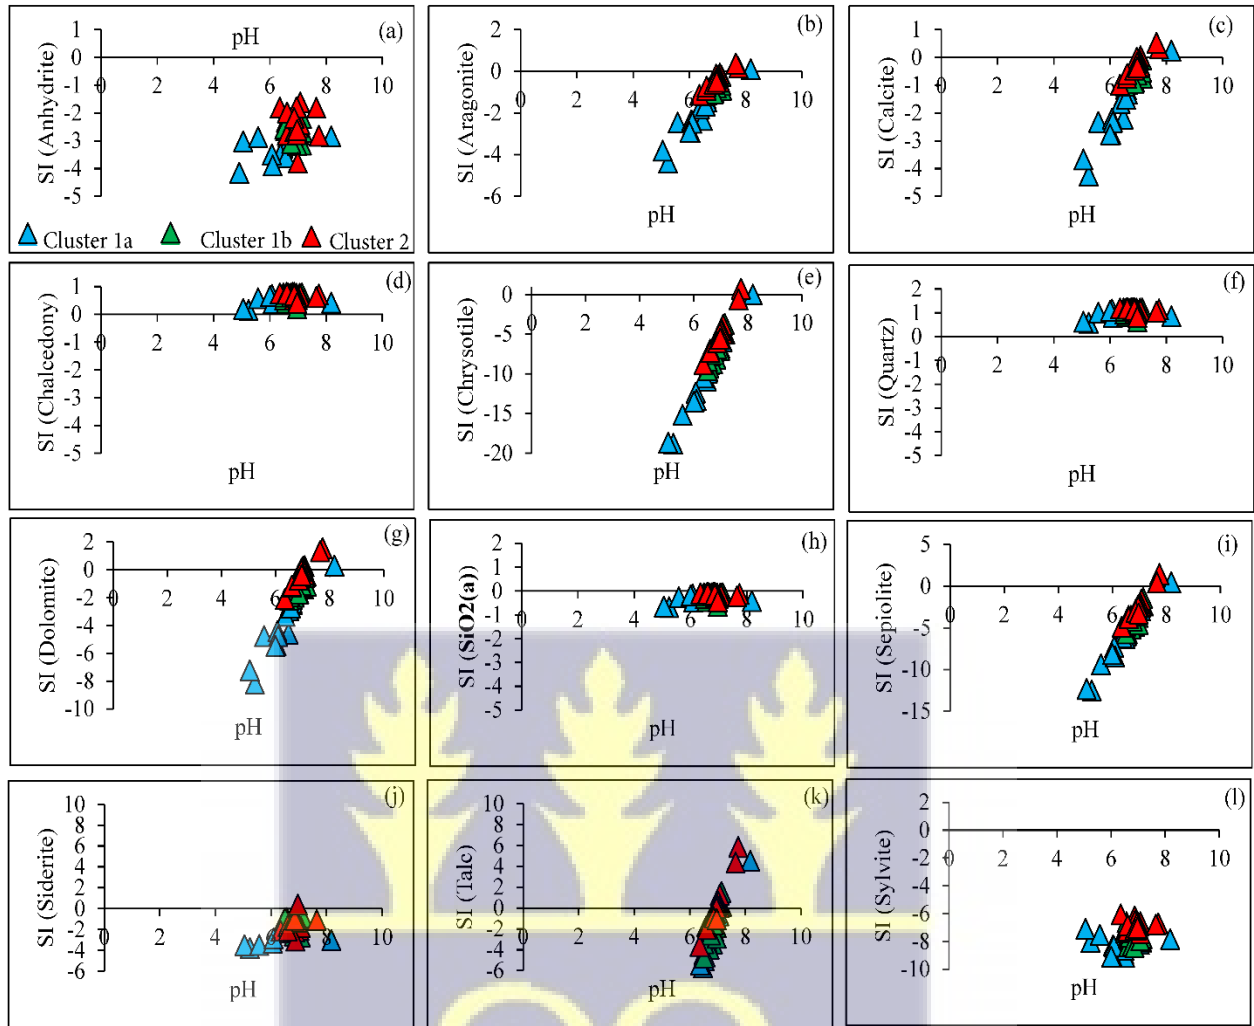 (a)
pH
1
0
-1
-2
-3
-4
-5
0 2 4 6 8 10
SI (Anhydrite)
Cluster 1a Cluster 1b Cluster 2
(b)
2
0
-2
-4
-6
0 2 4 6 8 10
SI (Aragonite)
pH
(c)
1
0
-1
-2
-3
-4
-5
0 2 4 6 8 10
SI (Calcite)
pH
(d)
1
0
-1
-2
-3
-4
-5
0 2 4 6 8 10
SI (Chalcedony)
pH
(e)
0
-5
-10
-15
-20
0 2 4 6 8 10
SI (Chrysotile)
pH
(f)
2
1
0
-1
-2
-3
-4
-5
0 2 4 6 8 10
SI (Quartz)
pH
(g)
2
0
-2
-4
-6
-8
-10
0 2 4 6 8 10
SI (Dolomitc)
pH
(h)
1
0
-1
-2
-3
-4
-5
0 2 4 6 8 10
SI (SiO2(a))
pH
(i)
5
0
-5
-10
-15
0 2 4 6 8 10
SI (Sepiolite)
pH
(j)
10
8
6
4
2
0
-2
-4
-6
0 2 4 6 8 10
SI (Siderite)
pH
(k)
10
8
6
4
2
0
-2
-4
-6
0 2 4 6 8 10
SI (Talc)
pH
(l)
2
0
-2
-4
-6
-8
-10
0 2 4 6 8 10
SI (Sylvite)
pH